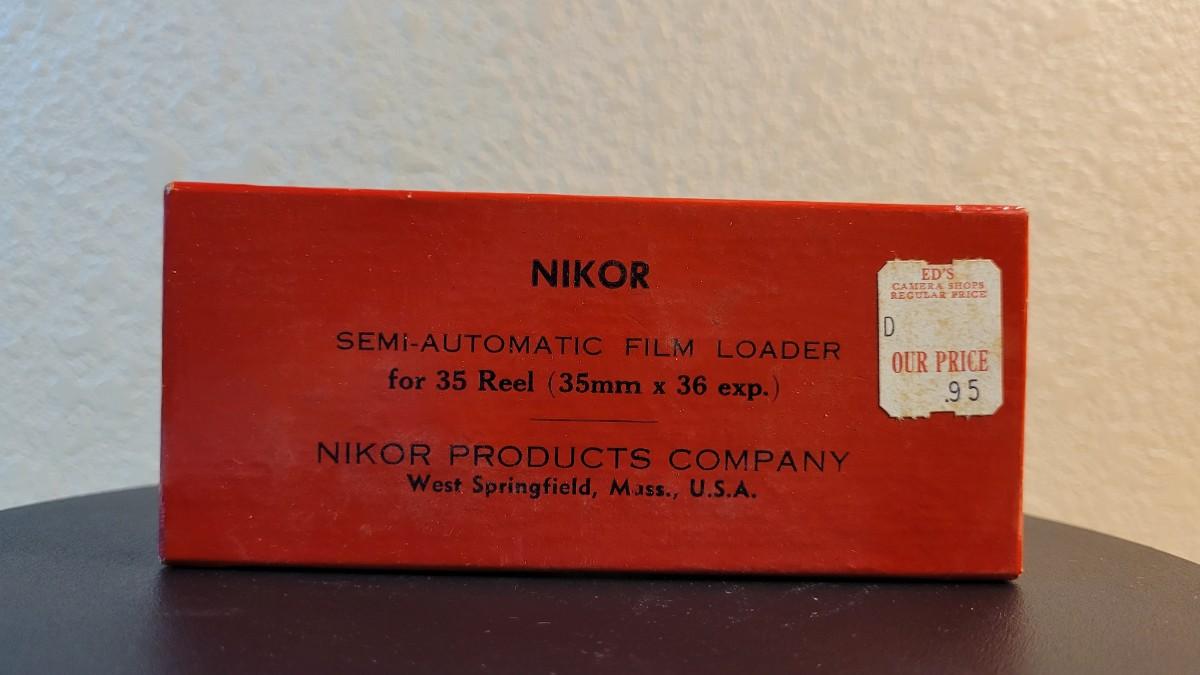 NIKOR
SEMi-AUTOMATIC FILM LOADER
for 35 Reel (35mm x 36 exp.)
NIKOR PRODUCTS COMPANY
West Springfield, Mass., U.S.A.
ED'S
CAMERA SHOPS
REGULAR PRICE
D
OUR PRICE
.95